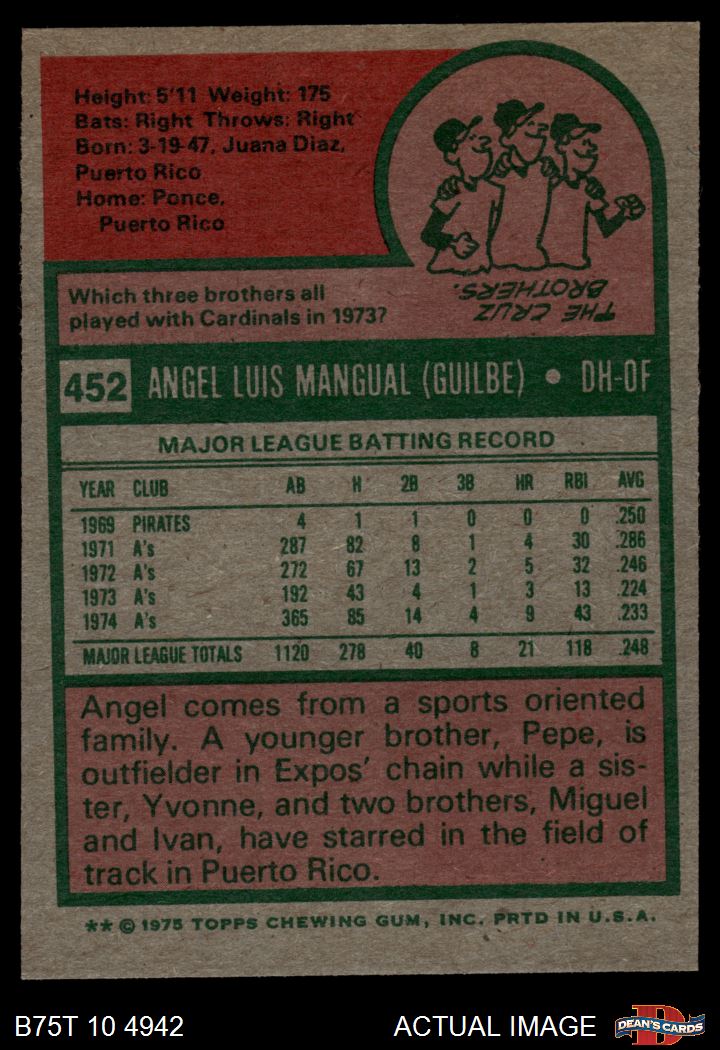 Height: 5'11 Weight: 175
Bats: Right Throws: Right
Born: 3-19-47, Juana Diaz,
Puerto Rico
Home: Ponce,
Puerto Rico
Which three brothers all
played with Cardinals in 1973?
THE CRUZ
BROTHERS.
452 ANGEL LUIS MANGUAL (GUILBE) • DH-OF
MAJOR LEAGUE BATTING RECORD
YEAR CLUB AB H 2B 3B HR RBI AVG
1969 PIRATES 4 1 1 0 0 0 .250
1971 A's 287 82 8 1 4 30 .286
1972 A's 272 67 13 2 5 32 .246
1973 A's 192 43 4 1 3 13 .224
1974 A's 365 85 14 4 9 43 .233
MAJOR LEAGUE TOTALS 1120 278 40 8 21 118 .248
Angel comes from a sports oriented
family. A younger brother, Pepe, is
outfielder in Expos' chain while a sis-
ter, Yvonne, and two brothers, Miguel
and Ivan, have starred in the field of
track in Puerto Rico.
** © 1975 TOPPS CHEWING GUM, INC. PRTD IN U.S.A.
B75T 10 4942 ACTUAL IMAGE
D
DEAN'S CARDS